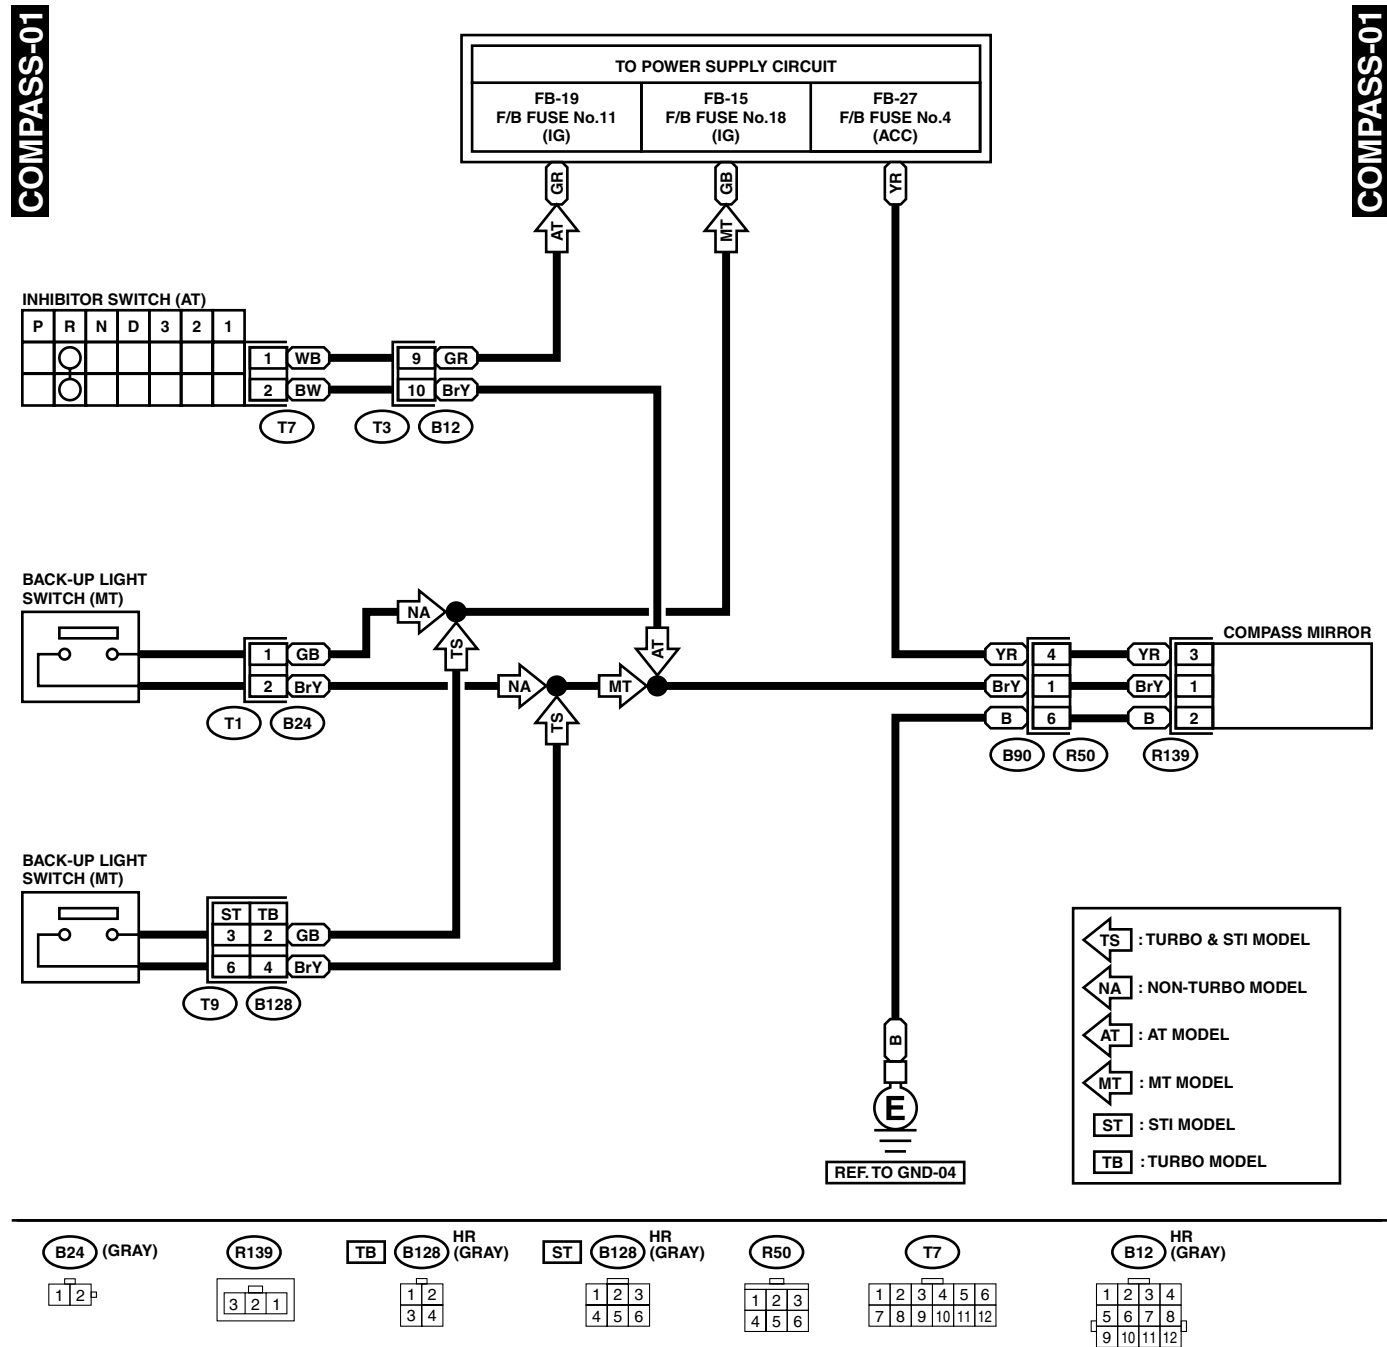 COMPASS-01
COMPASS-01
TO POWER SUPPLY CIRCUIT
FB-19
F/B FUSE No.11
(IG)
FB-15
F/B FUSE No.18
(IG)
FB-27
F/B FUSE No.4
(ACC)
GR
GB
YR
AT
MT
INHIBITOR SWITCH (AT)
P R N D 3 2 1
1 WB 9 GR
2 BW 10 BrY
T7 T3 B12
BACK-UP LIGHT
SWITCH (MT)
NA
TS
AT
1 GB
2 BrY
NA
MT
TS
T1 B24
COMPASS MIRROR
YR 4 YR 3
BrY 1 BrY 1
B 6 B 2
B90 R50 R139
BACK-UP LIGHT
SWITCH (MT)
ST TB
3 2 GB
6 4 BrY
T9 B128
B
E
REF. TO GND-04
TS : TURBO & STI MODEL
NA : NON-TURBO MODEL
AT : AT MODEL
MT : MT MODEL
ST : STI MODEL
TB : TURBO MODEL
B24 (GRAY)
1 2
R139
3 2 1
TB B128 HR
(GRAY)
1 2
3 4
ST B128 HR
(GRAY)
1 2 3
4 5 6
R50
1 2 3
4 5 6
T7
1 2 3 4 5 6
7 8 9 10 11 12
B12 HR
(GRAY)
1 2 3 4
5 6 7 8
9 10 11 12